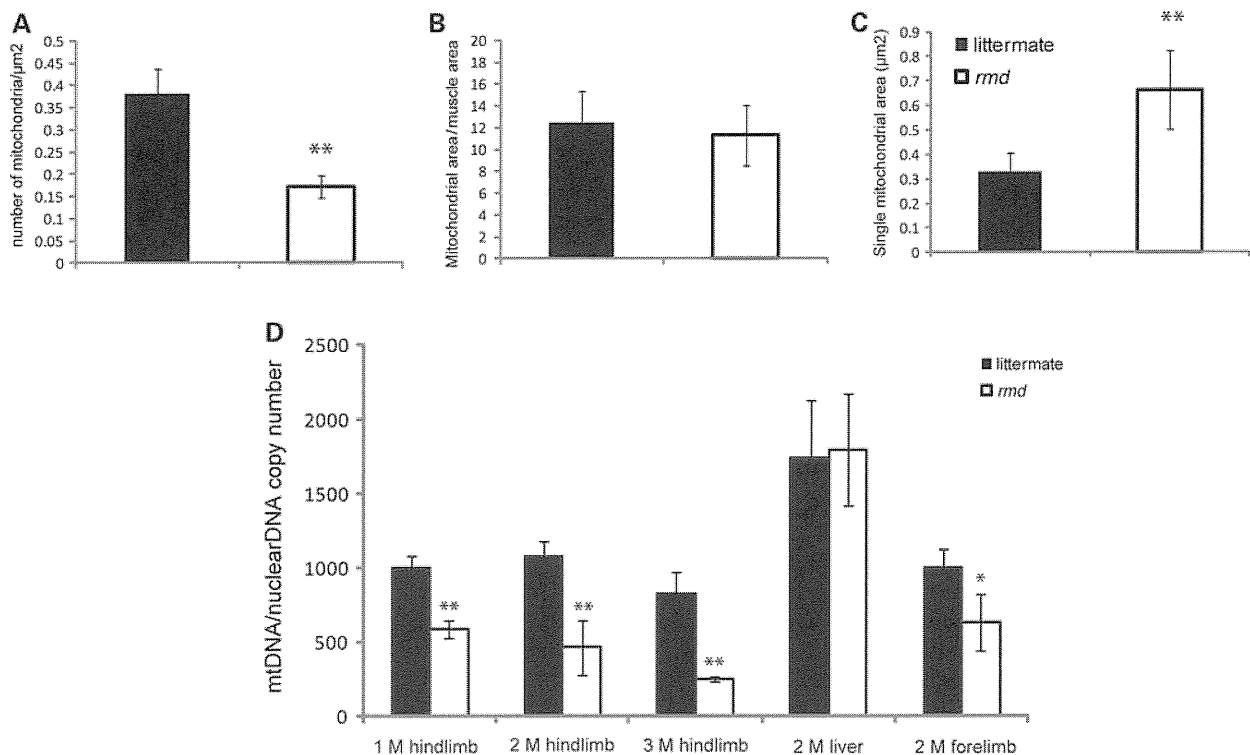 A
number of mitochondria/µm2
0.5
0.45
0.4
0.35
0.3
0.25
0.2
0.15
0.1
0.05
0
**
B
Mitochondrial area/muscle area
20
18
16
14
12
10
8
6
4
2
0
C
Single mitochondrial area (µm2)
0.9
0.8
0.7
0.6
0.5
0.4
0.3
0.2
0.1
0
littermate
rmd
**
D
mtDNA/nuclearDNA copy number
2500
2000
1500
1000
500
0
littermate
rmd
**
**
**
*
1 M hindlimb
2 M hindlimb
3 M hindlimb
2 M liver
2 M forelimb